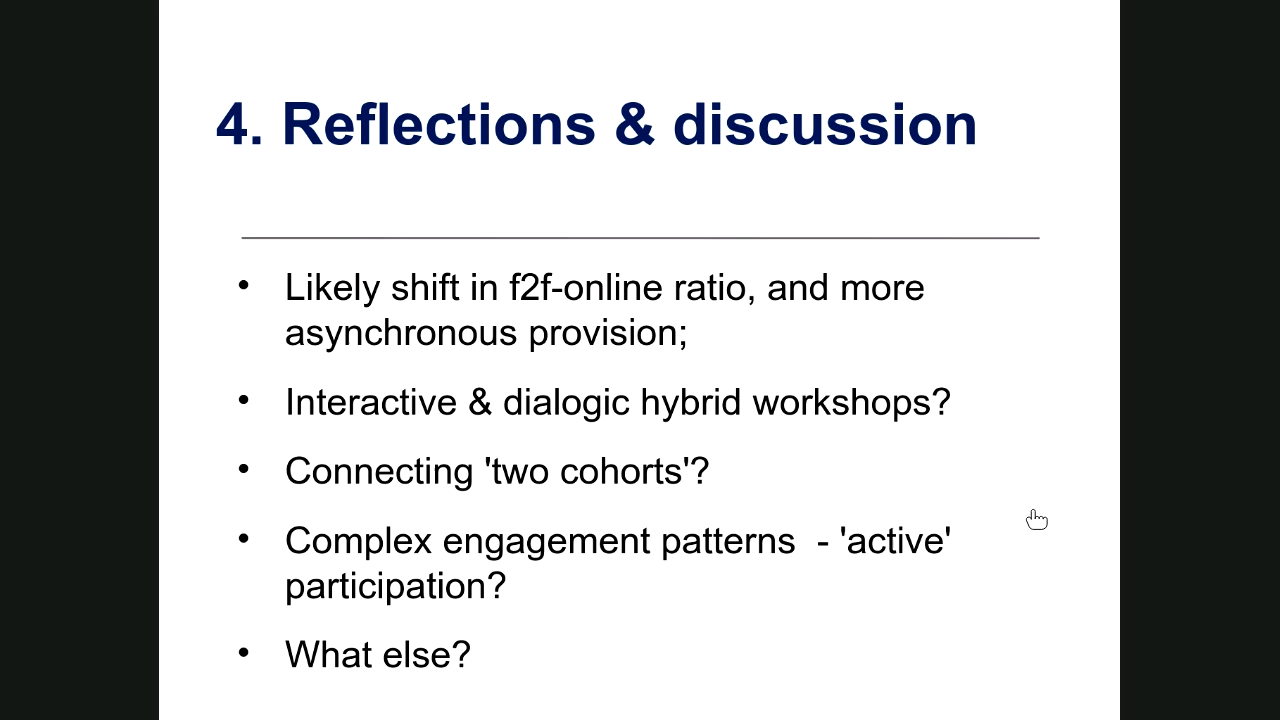 4. Reflections & discussion
• Likely shift in f2f-online ratio, and more
asynchronous provision;
• Interactive & dialogic hybrid workshops?
• Connecting 'two cohorts'?
• Complex engagement patterns  - 'active'
participation?
• What else?